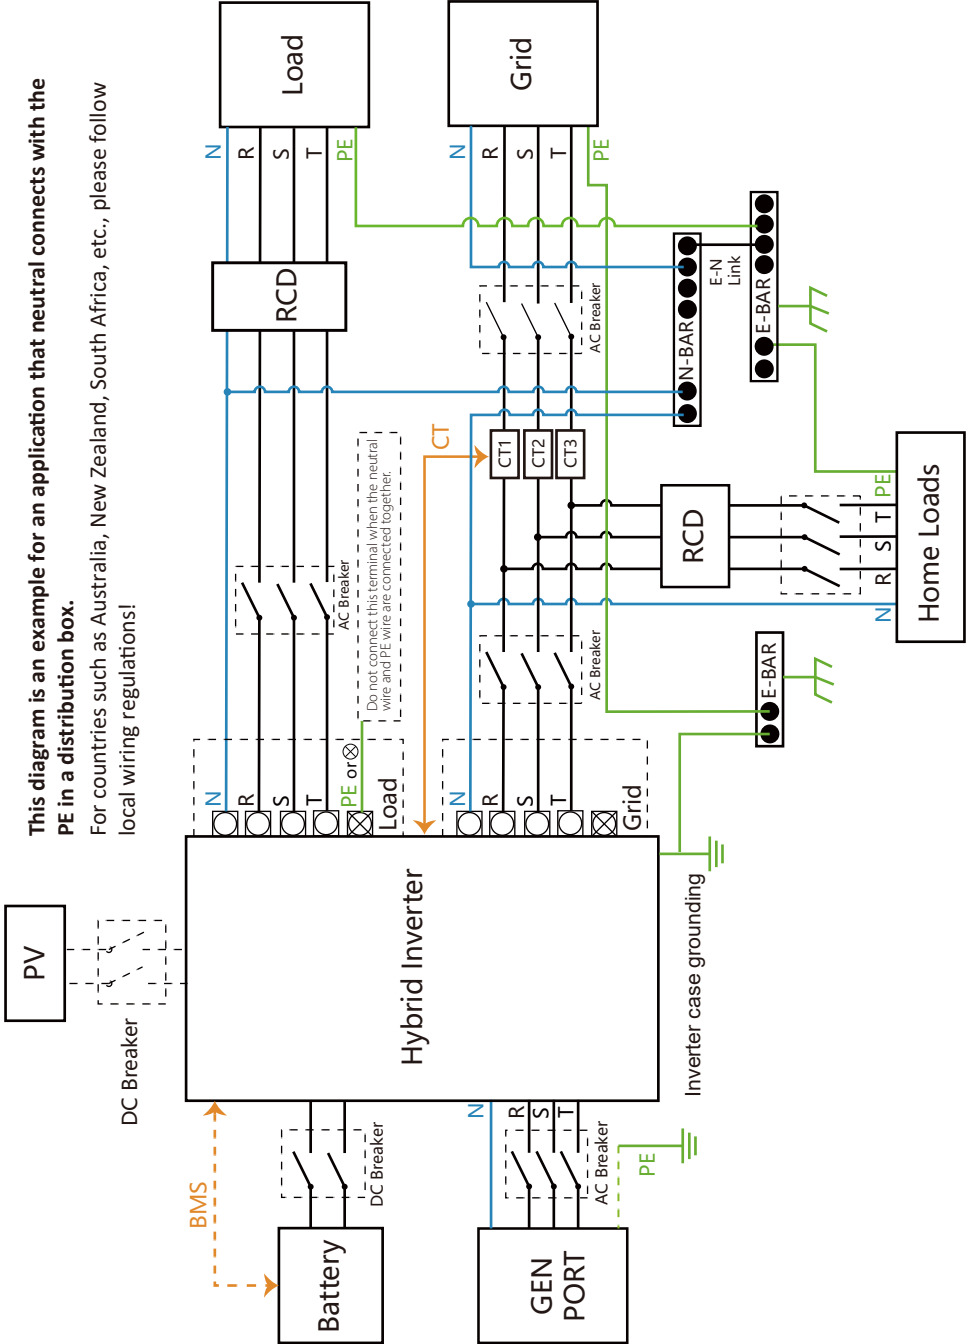 This diagram is an example for an application that neutral connects with the
PE in a distribution box.
For countries such as Australia, New Zealand, South Africa, etc., please follow
local wiring regulations!
PV
DC Breaker
BMS
Battery
DC Breaker
GEN
PORT
N
R
S
T
AC Breaker
PE
Hybrid Inverter
Inverter case grounding
N
R
S
T
PE or
Load
AC Breaker
Do not connect this terminal when the neutral
wire and PE wire are connected together.
RCD
N
R
S
T
PE
Load
CT
N
R
S
T
Grid
AC Breaker
CT1
CT2
CT3
AC Breaker
N
R
S
T
PE
Grid
RCD
N-BAR
E-N
Link
E-BAR
E-BAR
N
R
S
T
PE
Home Loads